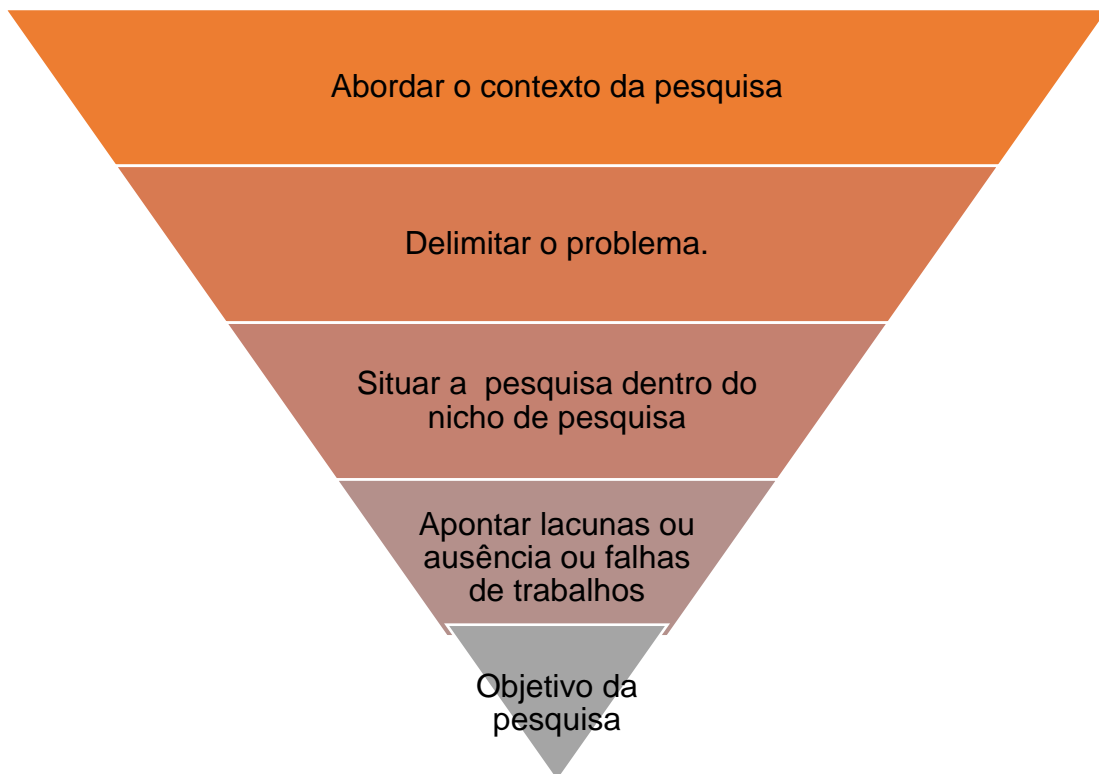 Abordar o contexto da pesquisa
Delimitar o problema.
Situar a  pesquisa dentro do
nicho de pesquisa
Apontar lacunas ou
ausência ou falhas
de trabalhos
Objetivo da
pesquisa